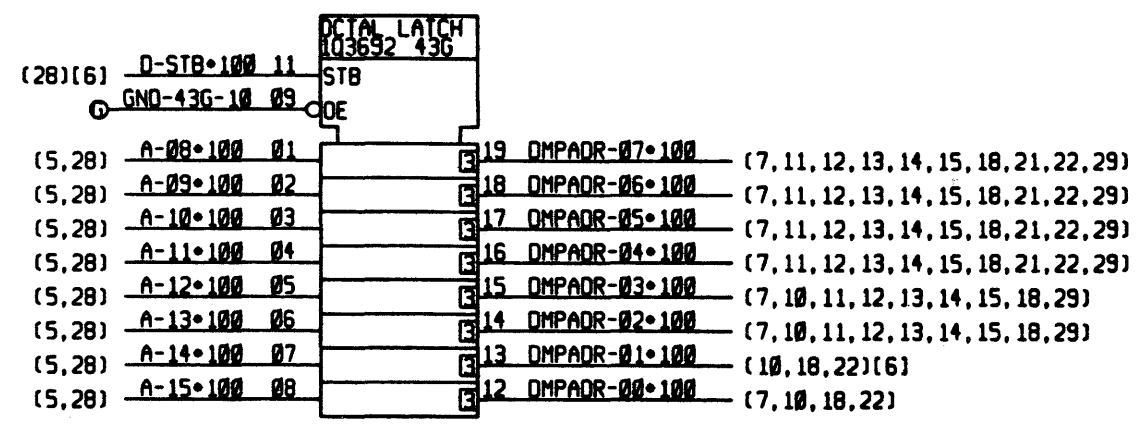 OCTAL LATCH
103692 43G
(28)[6] D-STB•100 11 STB
G GND-43G-10 09 OE
(5,28) A-08•100 01 3 19 DMPADR-07•100 (7,11,12,13,14,15,18,21,22,29)
(5,28) A-09•100 02 3 18 DMPADR-06•100 (7,11,12,13,14,15,18,21,22,29)
(5,28) A-10•100 03 3 17 DMPADR-05•100 (7,11,12,13,14,15,18,21,22,29)
(5,28) A-11•100 04 3 16 DMPADR-04•100 (7,11,12,13,14,15,18,21,22,29)
(5,28) A-12•100 05 3 15 DMPADR-03•100 (7,10,11,12,13,14,15,18,29)
(5,28) A-13•100 06 3 14 DMPADR-02•100 (7,10,11,12,13,14,15,18,29)
(5,28) A-14•100 07 3 13 DMPADR-01•100 (10,18,22)[6]
(5,28) A-15•100 08 3 12 DMPADR-00•100 (7,10,18,22)